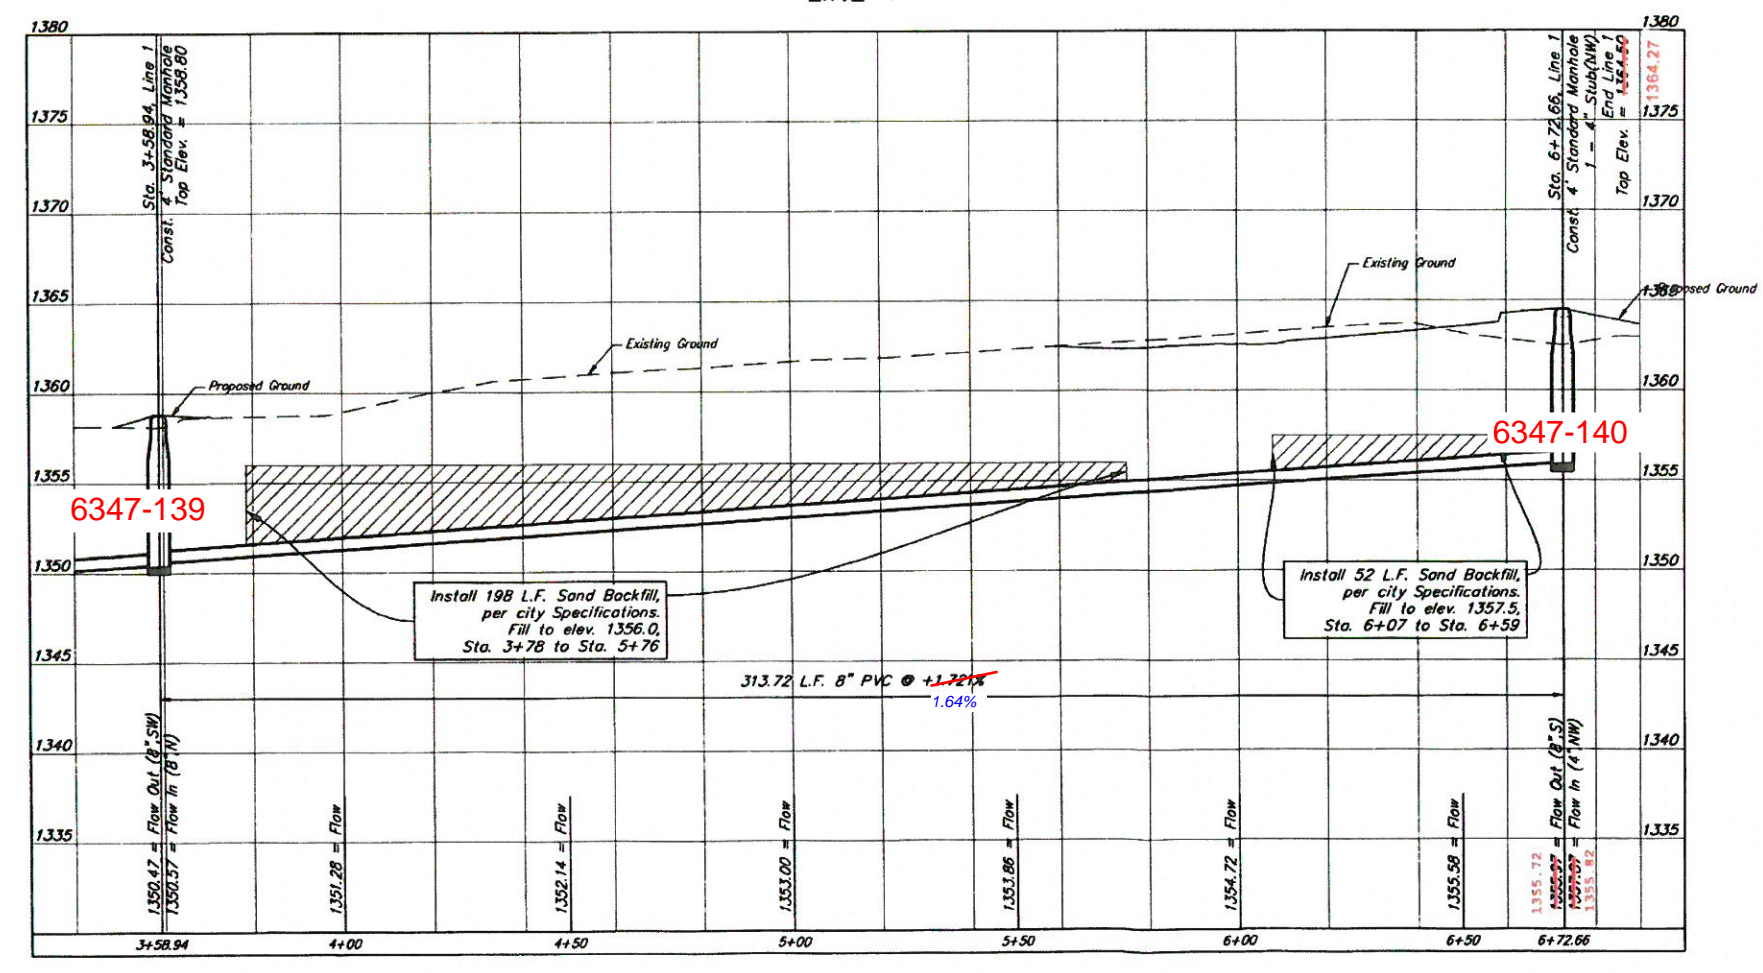 1380
1375
1370
1365
1360
1355
1350
1345
1340
1335
Sta. 3+58.94, Line 1
Const. 4' Standard Manhole
Top Elev. = 1358.80
Proposed Ground
Existing Ground
Existing Ground
Proposed Ground
Sta. 6+72.66, Line 1
Const. 4' Standard Manhole
1 - 4" Stub(NW)
End Line 1
Top Elev. = 1364.50
1364.27
1380
1375
1370
1365
1360
1355
1350
1345
1340
1335
6347-139
6347-140
Install 198 L.F. Sand Backfill,
per city Specifications.
Fill to elev. 1356.0,
Sta. 3+78 to Sta. 5+76
Install 52 L.F. Sand Backfill,
per city Specifications.
Fill to elev. 1357.5,
Sta. 6+07 to Sta. 6+59
313.72 L.F. 8" PVC @ +1.721%
1.64%
1350.47 = Flow Out (8",SW)
1350.57 = Flow In (8",N)
1351.28 = Flow
1352.14 = Flow
1353.00 = Flow
1353.86 = Flow
1354.72 = Flow
1355.58 = Flow
1355.72
= Flow Out (8",S)
= Flow In (4",NW)
1355.82
3+58.94
4+00
4+50
5+00
5+50
6+00
6+50
6+72.66